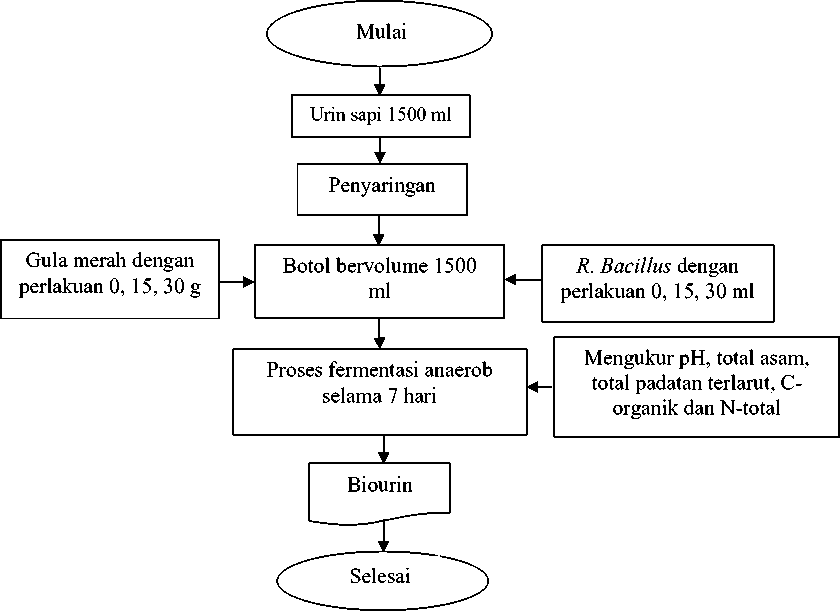 Mulai
Urin sapi 1500 ml
Penyaringan
Gula merah dengan
perlakuan 0, 15, 30 g
Botol bervolume 1500
ml
R. Bacillus dengan
perlakuan 0, 15, 30 ml
Proses fermentasi anaerob
selama 7 hari
Mengukur pH, total asam,
total padatan terlarut, C-
organik dan N-total
Biourin
Selesai